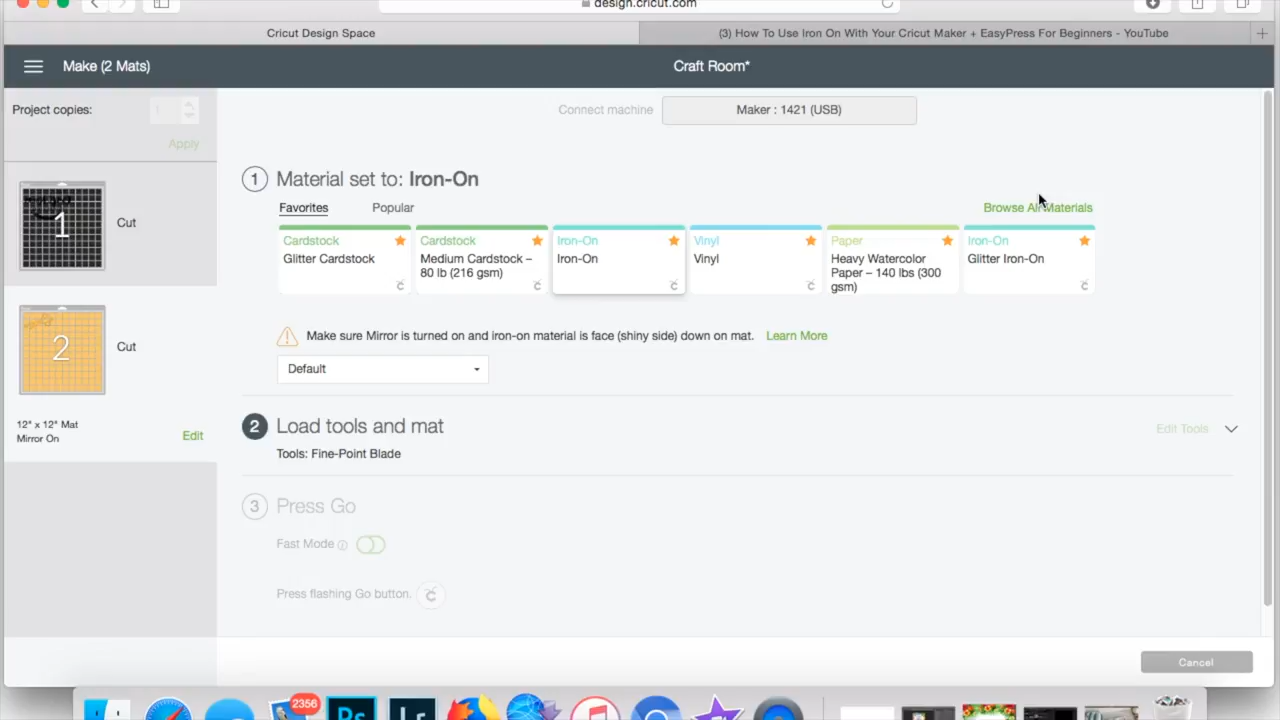 design.cricut.com
Cricut Design Space
(3) How To Use Iron On With Your Cricut Maker + EasyPress For Beginners - YouTube
Make (2 Mats)
Craft Room*
Project copies:
1
Apply
Connect machine
Maker : 1421 (USB)
1
Material set to: Iron-On
Favorites
Popular
Browse All Materials
Cardstock
Glitter Cardstock
Cardstock
Medium Cardstock –
80 lb (216 gsm)
Iron-On
Iron-On
Vinyl
Vinyl
Paper
Heavy Watercolor
Paper – 140 lbs (300
gsm)
Iron-On
Glitter Iron-On
Make sure Mirror is turned on and iron-on material is face (shiny side) down on mat.
Learn More
Default
1
Cut
2
Cut
12" x 12" Mat
Mirror On
Edit
2
Load tools and mat
Tools: Fine-Point Blade
Edit Tools
3
Press Go
Fast Mode
Press flashing Go button.
Cancel
2356
Ps
Lr